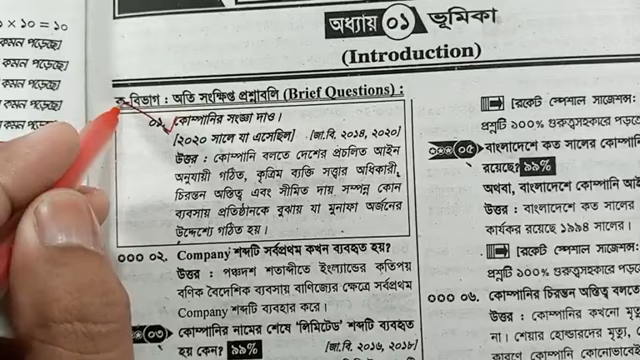 ১ × ১০ = ১০
কমন পড়েছে]
কমন পড়েছে]
কমন পড়েছে]
কমন পড়েছে]
কমন পড়েছে]
অধ্যায় ০১ ভূমিকা
(Introduction)
ক বিভাগ : অতি সংক্ষিপ্ত প্রশ্নাবলি (Brief Questions) :
০১. কোম্পানির সংজ্ঞা দাও।
[২০২০ সালে যা এসেছিল] [জা.বি. ২০১৪, ২০২০]
উত্তর : কোম্পানি বলতে দেশের প্রচলিত আইন
অনুযায়ী গঠিত, কৃত্রিম ব্যক্তি সত্ত্বার অধিকারী,
চিরন্তন অস্তিত্ব এবং সীমিত দায় সম্পন্ন কোন
ব্যবসায় প্রতিষ্ঠানকে বুঝায় যা মুনাফা অর্জনের
উদ্দেশ্যে গঠিত হয়।
০০০ ০২. Company শব্দটি সর্বপ্রথম কখন ব্যবহৃত হয়?
উত্তর : পঞ্চদশ শতাব্দীতে ইংল্যান্ডের কতিপয়
বণিক বৈদেশিক ব্যবসায় বাণিজ্যের ক্ষেত্রে সর্বপ্রথম
Company শব্দটি ব্যবহার করে।
০৩ কোম্পানির নামের শেষে 'লিমিটেড' শব্দটি ব্যবহৃত
হয় কেন? ৯৯% [জা.বি. ২০১৬, ২০১৮]
[রকেট স্পেশাল সাজেশন্স:
প্রশ্নটি ১০০% গুরুত্বসহকারে পড়বে
০৫ বাংলাদেশে কত সালের কোম্পানি
রয়েছে? ৯৯%
অথবা, বাংলাদেশে কোম্পানি আই
উত্তর : বাংলাদেশে কত সালের
কার্যকর রয়েছে ১৯৯৪ সালের।
[রকেট স্পেশাল সাজেশন্স:
প্রশ্নটি ১০০% গুরুত্বসহকারে পড়বে
০০০ ০৬. কোম্পানির চিরন্তন অস্তিত্ব বলতে
উত্তর : কোম্পানির কখনো মৃত্যু
না। শেয়ার হোল্ডারদের মৃত্যু,
কারণে কোম্পানি